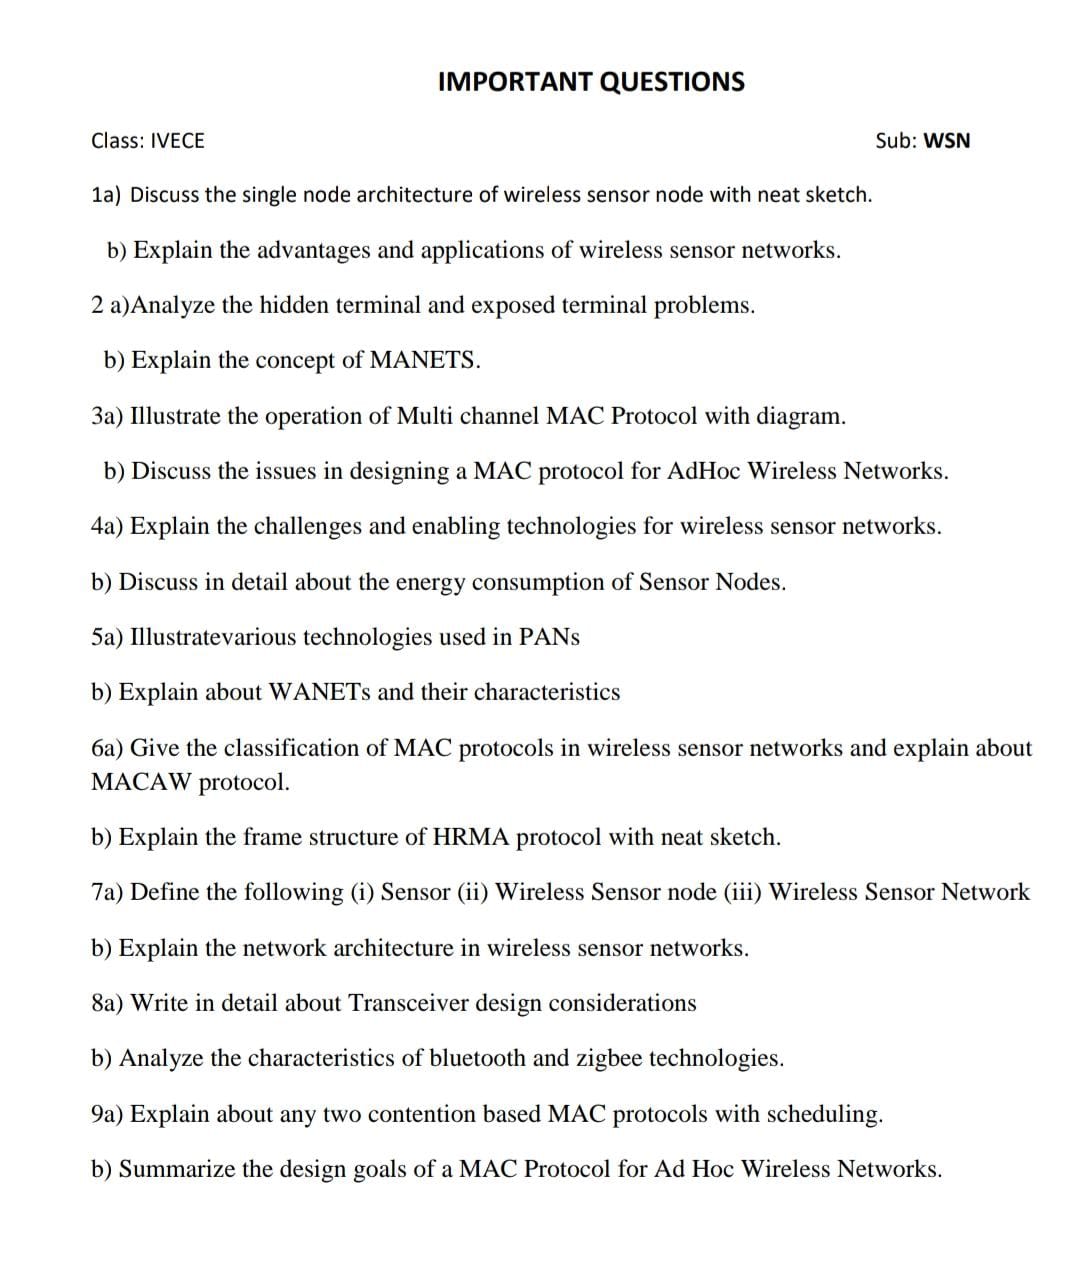 IMPORTANT QUESTIONS
Class: IVECE Sub: WSN
1a) Discuss the single node architecture of wireless sensor node with neat sketch.
b) Explain the advantages and applications of wireless sensor networks.
2 a)Analyze the hidden terminal and exposed terminal problems.
b) Explain the concept of MANETS.
3a) Illustrate the operation of Multi channel MAC Protocol with diagram.
b) Discuss the issues in designing a MAC protocol for AdHoc Wireless Networks.
4a) Explain the challenges and enabling technologies for wireless sensor networks.
b) Discuss in detail about the energy consumption of Sensor Nodes.
5a) Illustratevarious technologies used in PANs
b) Explain about WANETs and their characteristics
6a) Give the classification of MAC protocols in wireless sensor networks and explain about
MACAW protocol.
b) Explain the frame structure of HRMA protocol with neat sketch.
7a) Define the following (i) Sensor (ii) Wireless Sensor node (iii) Wireless Sensor Network
b) Explain the network architecture in wireless sensor networks.
8a) Write in detail about Transceiver design considerations
b) Analyze the characteristics of bluetooth and zigbee technologies.
9a) Explain about any two contention based MAC protocols with scheduling.
b) Summarize the design goals of a MAC Protocol for Ad Hoc Wireless Networks.